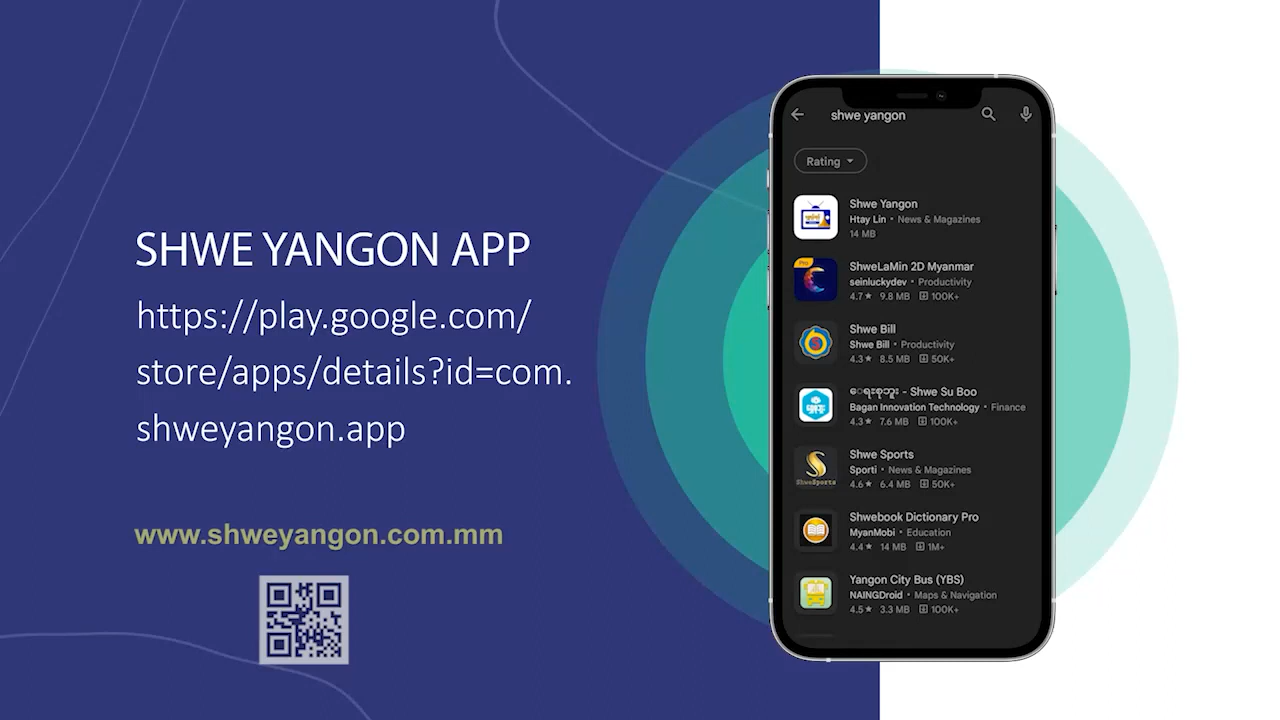 SHWE YANGON APP
https://play.google.com/
store/apps/details?id=com.
shweyangon.app
www.shweyangon.com.mm
shwe yangon
Rating
Shwe Yangon
Htay Lin • News & Magazines
14 MB
Pro
ShweLaMin 2D Myanmar
seinluckydev • Productivity
4.7★ 9.8 MB 100K+
Shwe Bill
Shwe Bill • Productivity
4.3★ 8.5 MB 50K+
ရွှေစုဘူး - Shwe Su Boo
Bagan Innovation Technology • Finance
4.3★ 7.6 MB 100K+
Shwe Sports
Sporti • News & Magazines
4.6★ 6.4 MB 50K+
ShweSports
Shwebook Dictionary Pro
MyanMobi • Education
4.4★ 14 MB 1M+
Yangon City Bus (YBS)
NAINGDroid • Maps & Navigation
4.5★ 3.3 MB 100K+